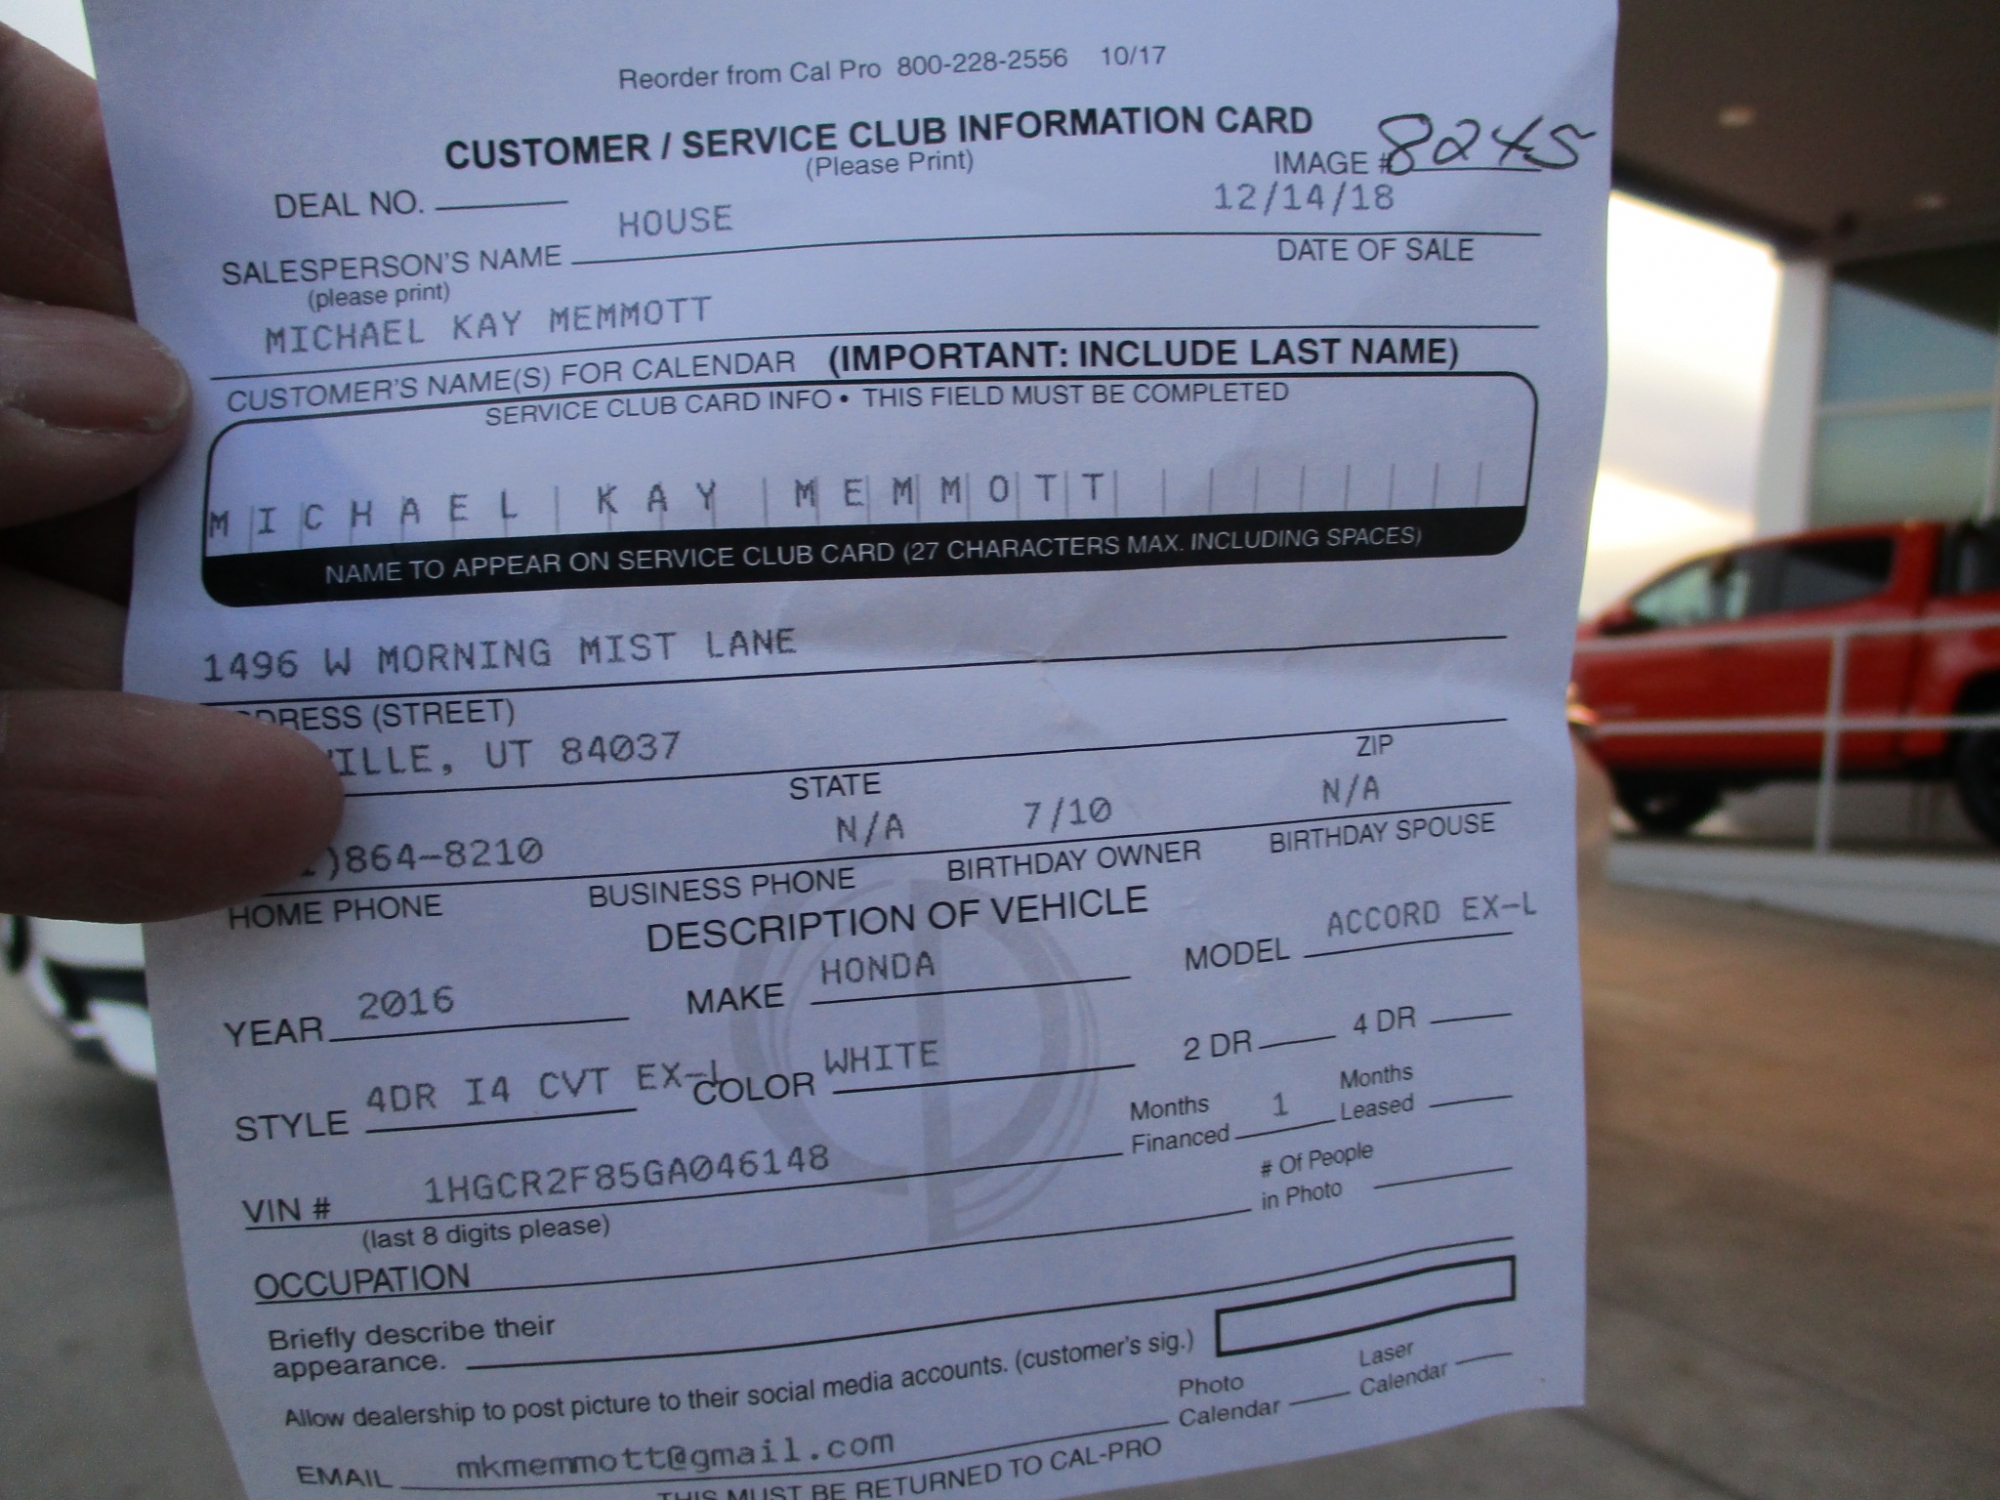 Reorder from Cal Pro 800-228-2556 10/17
CUSTOMER / SERVICE CLUB INFORMATION CARD
(Please Print)
IMAGE # 8245
DEAL NO.
HOUSE 12/14/18
SALESPERSON'S NAME DATE OF SALE
(please print)
MICHAEL KAY MEMMOTT
CUSTOMER'S NAME(S) FOR CALENDAR (IMPORTANT: INCLUDE LAST NAME)
SERVICE CLUB CARD INFO • THIS FIELD MUST BE COMPLETED
MICHAEL KAY MEMMOTT
NAME TO APPEAR ON SERVICE CLUB CARD (27 CHARACTERS MAX. INCLUDING SPACES)
1496 W MORNING MIST LANE
(STREET)
UT 84037
STATE ZIP
)864-8210 N/A 7/10 N/A
HOME PHONE BUSINESS PHONE BIRTHDAY OWNER BIRTHDAY SPOUSE
DESCRIPTION OF VEHICLE
YEAR 2016 MAKE HONDA MODEL ACCORD EX-L
STYLE 4DR I4 CVT EX-L COLOR WHITE 2 DR 4 DR
Months Financed 1 Months Leased
VIN # 1HGCR2F85GA046148
(last 8 digits please)
# Of People
in Photo
OCCUPATION
Briefly describe their
appearance.
Allow dealership to post picture to their social media accounts. (customer's sig.)
Photo Calendar Laser Calendar
EMAIL mkmemmott@gmail.com
THIS MUST BE RETURNED TO CAL-PRO